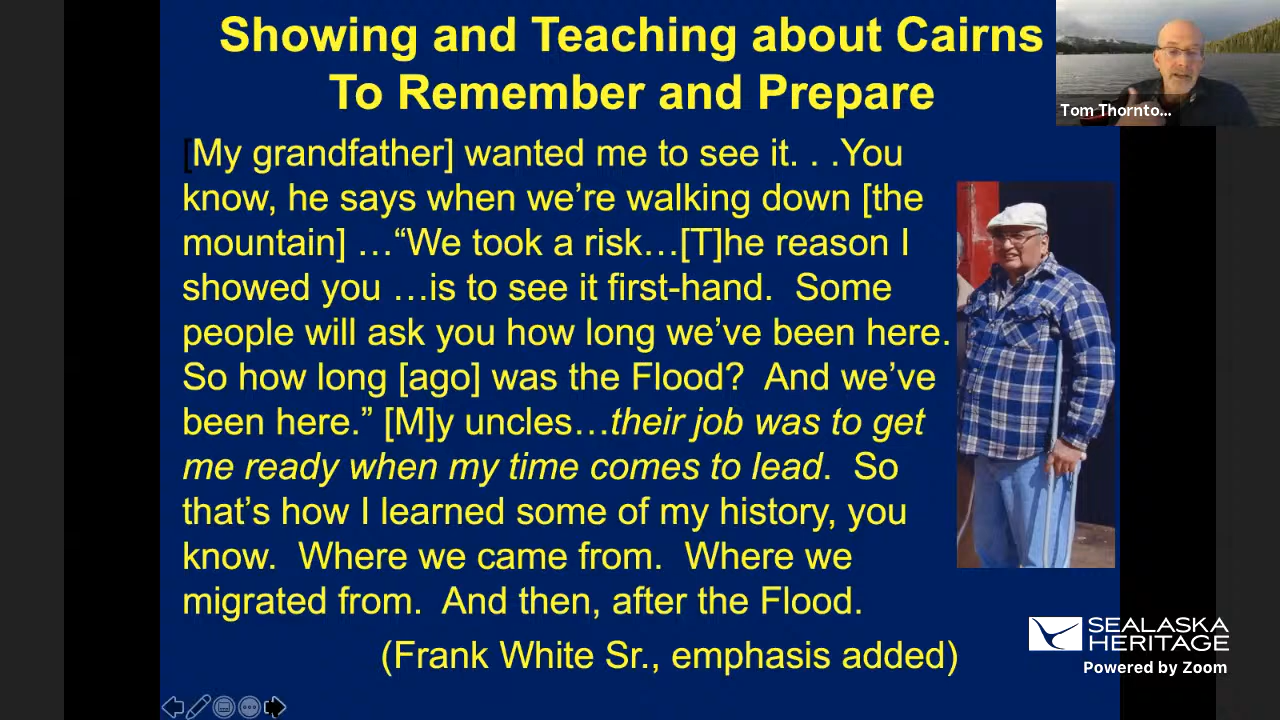 Showing and Teaching about Cairns
To Remember and Prepare
Tom Thornto...
[My grandfather] wanted me to see it. . .You
know, he says when we’re walking down [the
mountain] …“We took a risk…[T]he reason I
showed you …is to see it first-hand.  Some
people will ask you how long we’ve been here.
So how long [ago] was the Flood?  And we’ve
been here.” [M]y uncles…their job was to get
me ready when my time comes to lead.  So
that’s how I learned some of my history, you
know.  Where we came from.  Where we
migrated from.  And then, after the Flood.
(Frank White Sr., emphasis added)
SEALASKA
HERITAGE
Powered by Zoom